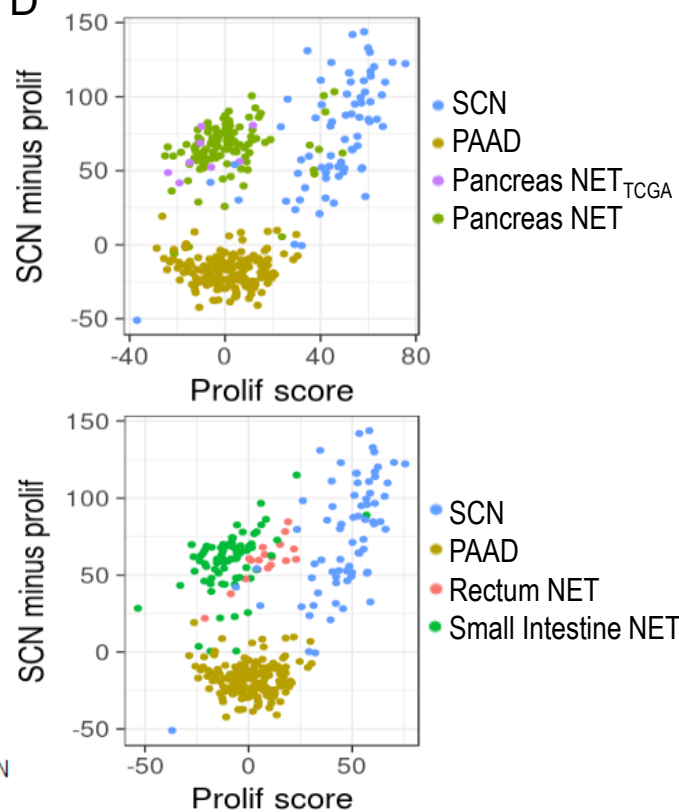 D
150
100
50
0
-50
SCN minus prolif
-40 0 40 80
Prolif score
SCN
PAAD
Pancreas NETTCGA
Pancreas NET
150
100
50
0
-50
SCN minus prolif
-50 0 50
Prolif score
SCN
PAAD
Rectum NET
Small Intestine NET
N